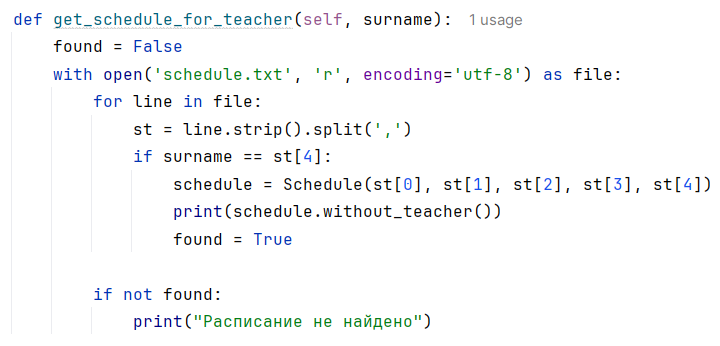 def get_schedule_for_teacher(self, surname): 1 usage
    found = False
    with open('schedule.txt', 'r', encoding='utf-8') as file:
        for line in file:
            st = line.strip().split(',')
            if surname == st[4]:
                schedule = Schedule(st[0], st[1], st[2], st[3], st[4])
                print(schedule.without_teacher())
                found = True

        if not found:
            print("Расписание не найдено")